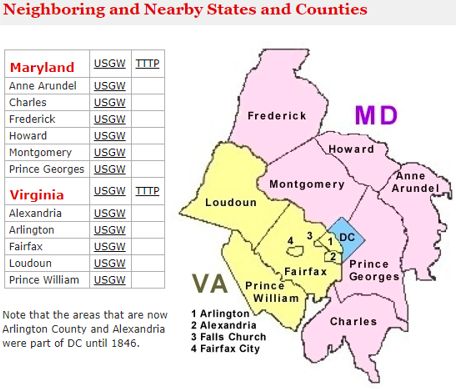 Neighboring and Nearby States and Counties
Maryland USGW TTTP
Anne Arundel USGW
Charles USGW
Frederick USGW
Howard USGW
Montgomery USGW
Prince Georges USGW
Virginia USGW TTTP
Alexandria USGW
Arlington USGW
Fairfax USGW
Loudoun USGW
Prince William USGW
Note that the areas that are now
Arlington County and Alexandria
were part of DC until 1846.
Frederick
MD
Howard
Montgomery
Anne
Arundel
Loudoun
DC
3
1
4
2
Fairfax
Prince
Georges
VA
Prince
William
Charles
1 Arlington
2 Alexandria
3 Falls Church
4 Fairfax City